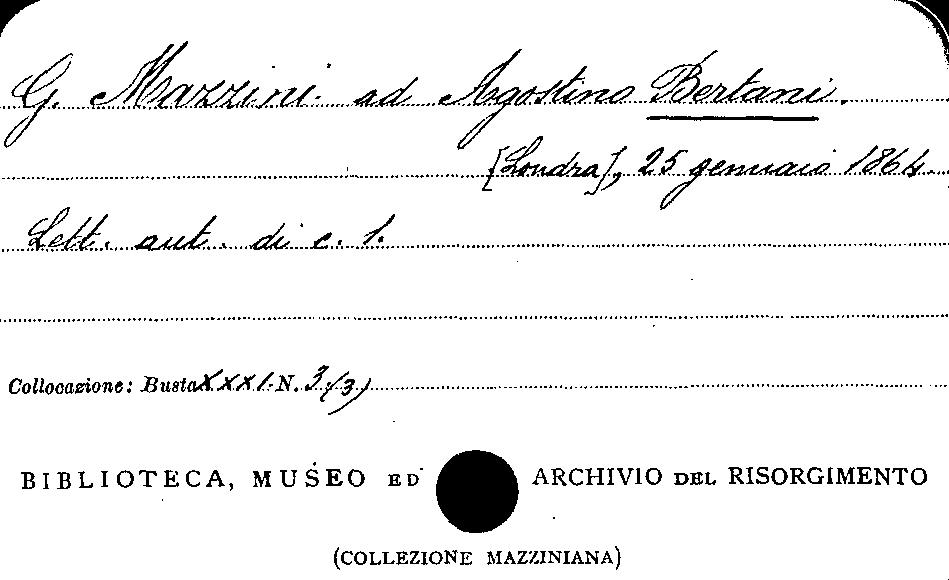 G. Mazzini ad Agostino Bertani.
[Londra], 25 gennaio 1864.
Lett. aut. di c. 1.
Collocazione: Busta XXXI N. 3 (3)
BIBLIOTECA, MUSEO ED ARCHIVIO DEL RISORGIMENTO
(COLLEZIONE MAZZINIANA)